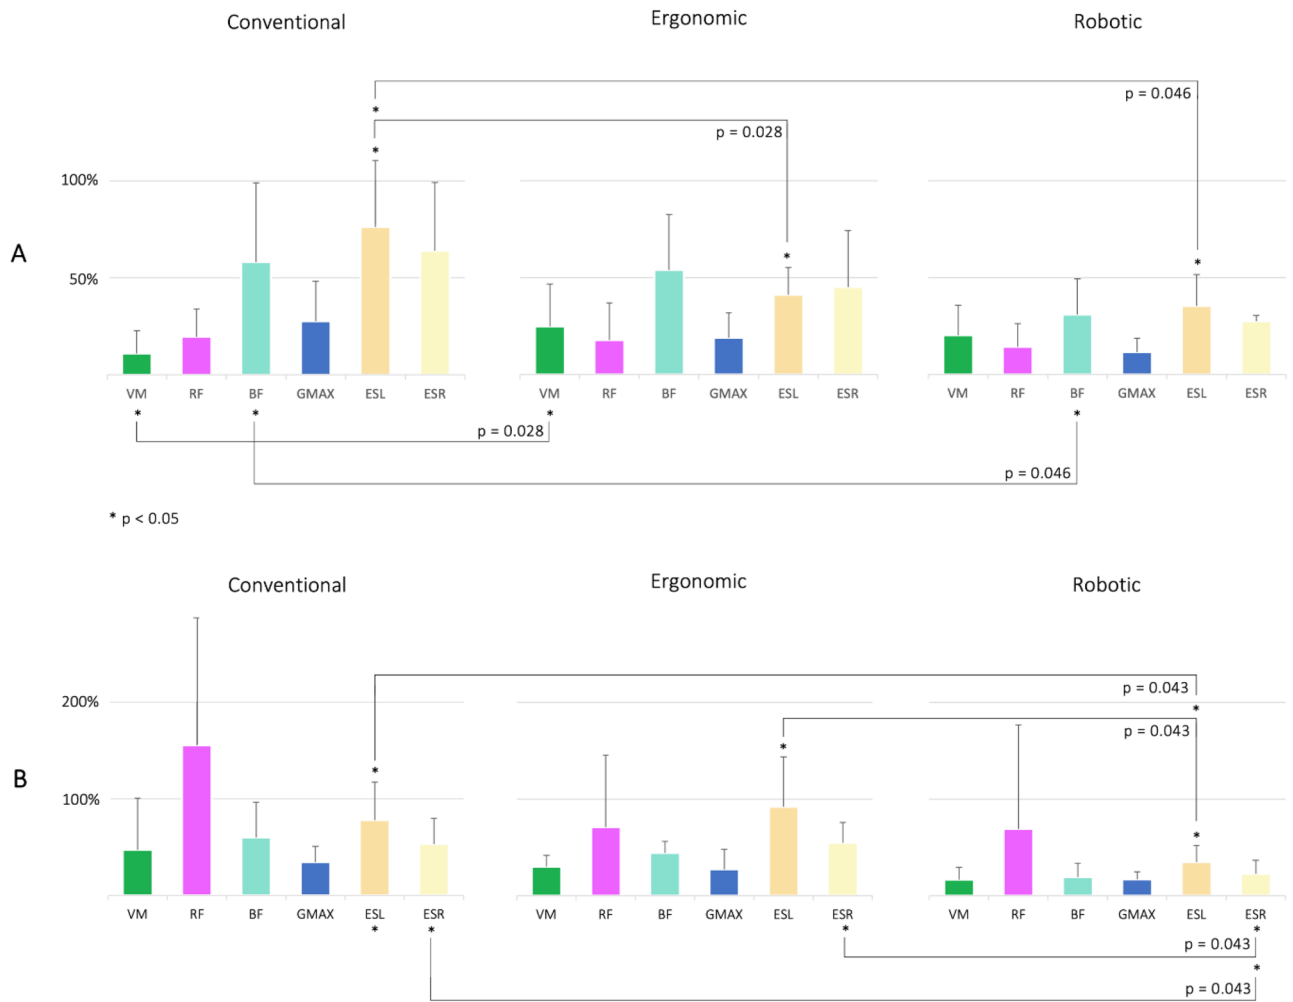 Conventional Ergonomic Robotic
p = 0.046
*
p = 0.028
*
100%
A
*
*
50%
VM RF BF GMAX ESL ESR VM RF BF GMAX ESL ESR VM RF BF GMAX ESL ESR
* * * *
p = 0.028
p = 0.046
* p < 0.05
Conventional Ergonomic Robotic
p = 0.043
200%
*
p = 0.043
*
*
B
100%
*
VM RF BF GMAX ESL ESR VM RF BF GMAX ESL ESR VM RF BF GMAX ESL ESR
* * * *
p = 0.043
*
p = 0.043